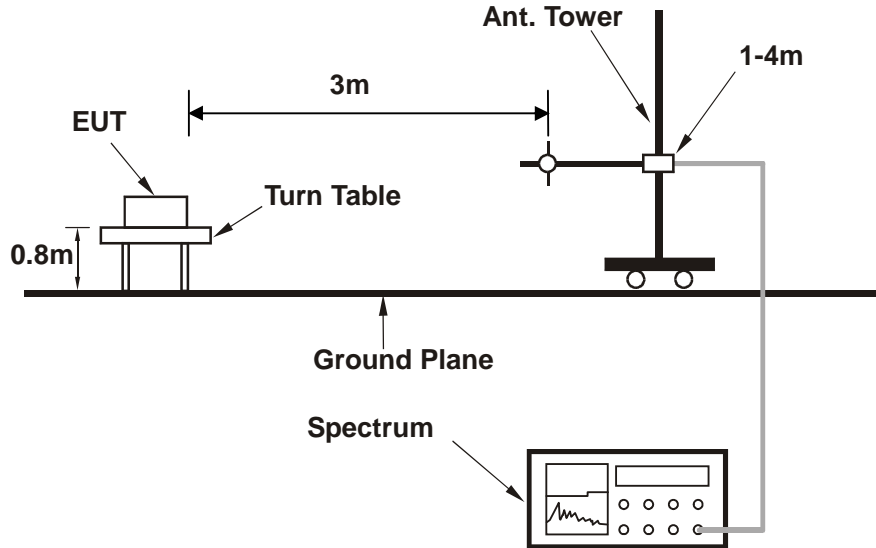 Ant. Tower
1-4m
3m
EUT
Turn Table
0.8m
Ground Plane
Spectrum